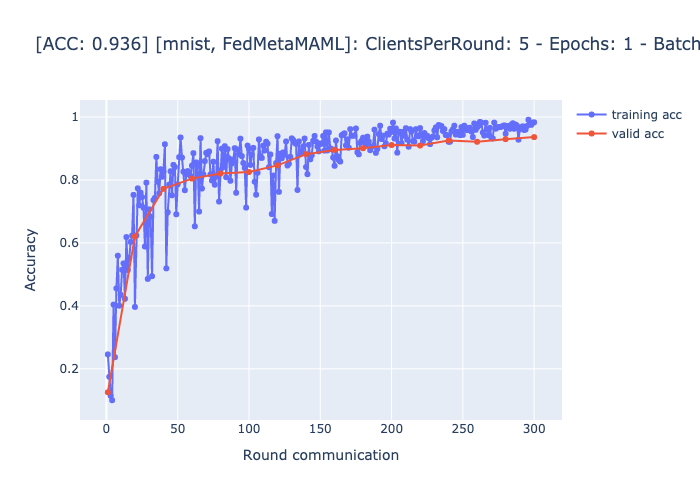 [ACC: 0.936] [mnist, FedMetaMAML]: ClientsPerRound: 5 - Epochs: 1 - Batch
training acc
valid acc
1
0.8
0.6
0.4
0.2
Accuracy
0 50 100 150 200 250 300
Round communication